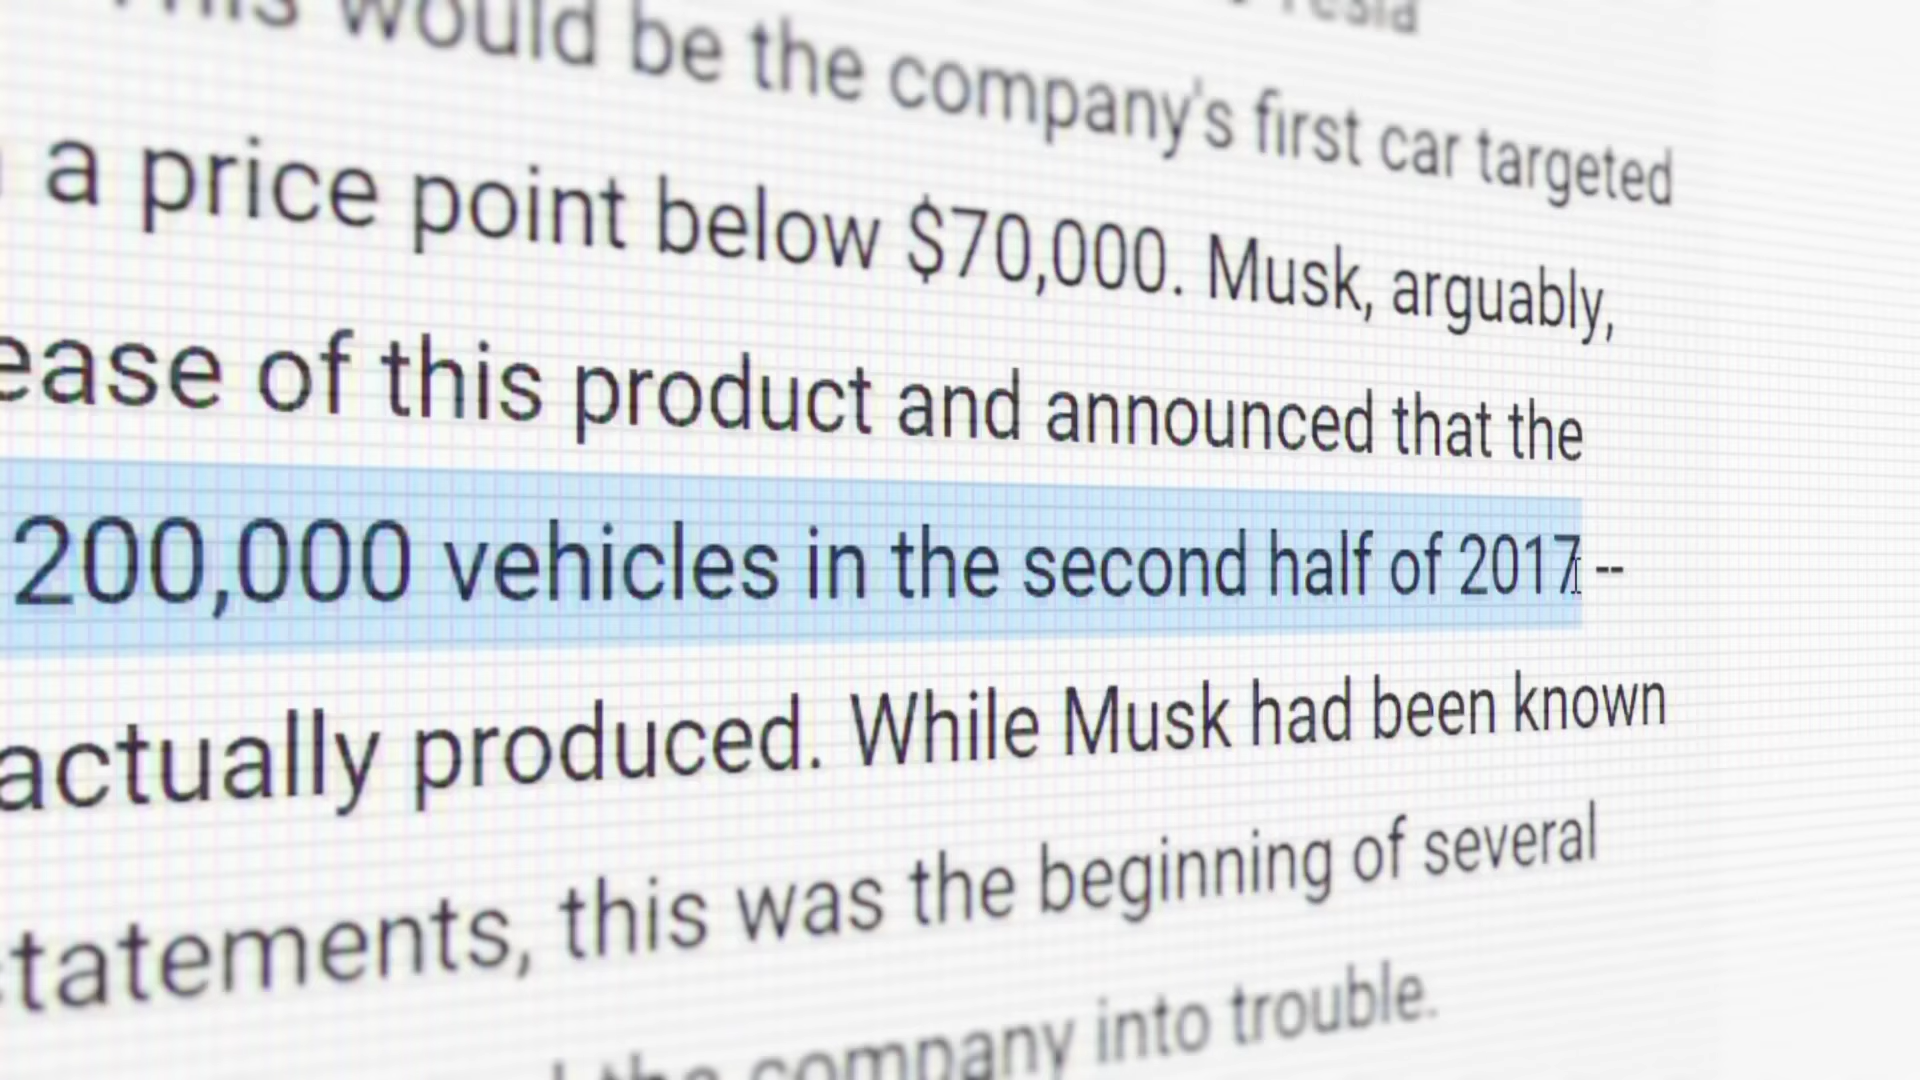 would be the company's first car targeted
a price point below $70,000. Musk, arguably,
of this product and announced that the
200,000 vehicles in the second half of 2017 --
actually produced. While Musk had been known
this was the beginning of several
the company into trouble.